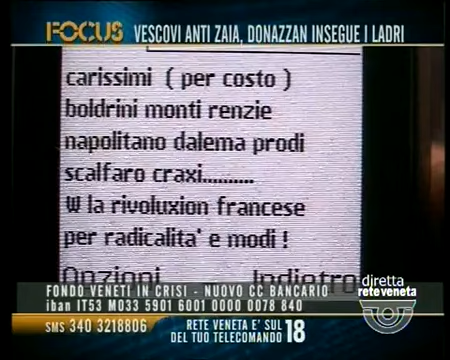 FOCUS VESCOVI ANTI ZAIA, DONAZZAN INSEGUE I LADRI
carissimi ( per costo )
boldrini monti renzie
napolitano dalema prodi
scalfaro craxi..........
W la rivoluxion francese
per radicalita' e modi !
Opzioni Indietro
diretta
reteveneta
FONDO VENETI IN CRISI - NUOVO CC BANCARIO
iban IT53 M033 5901 6001 0000 0078 840
SMS 340 3218806
RETE VENETA E' SUL
DEL TUO TELECOMANDO 18